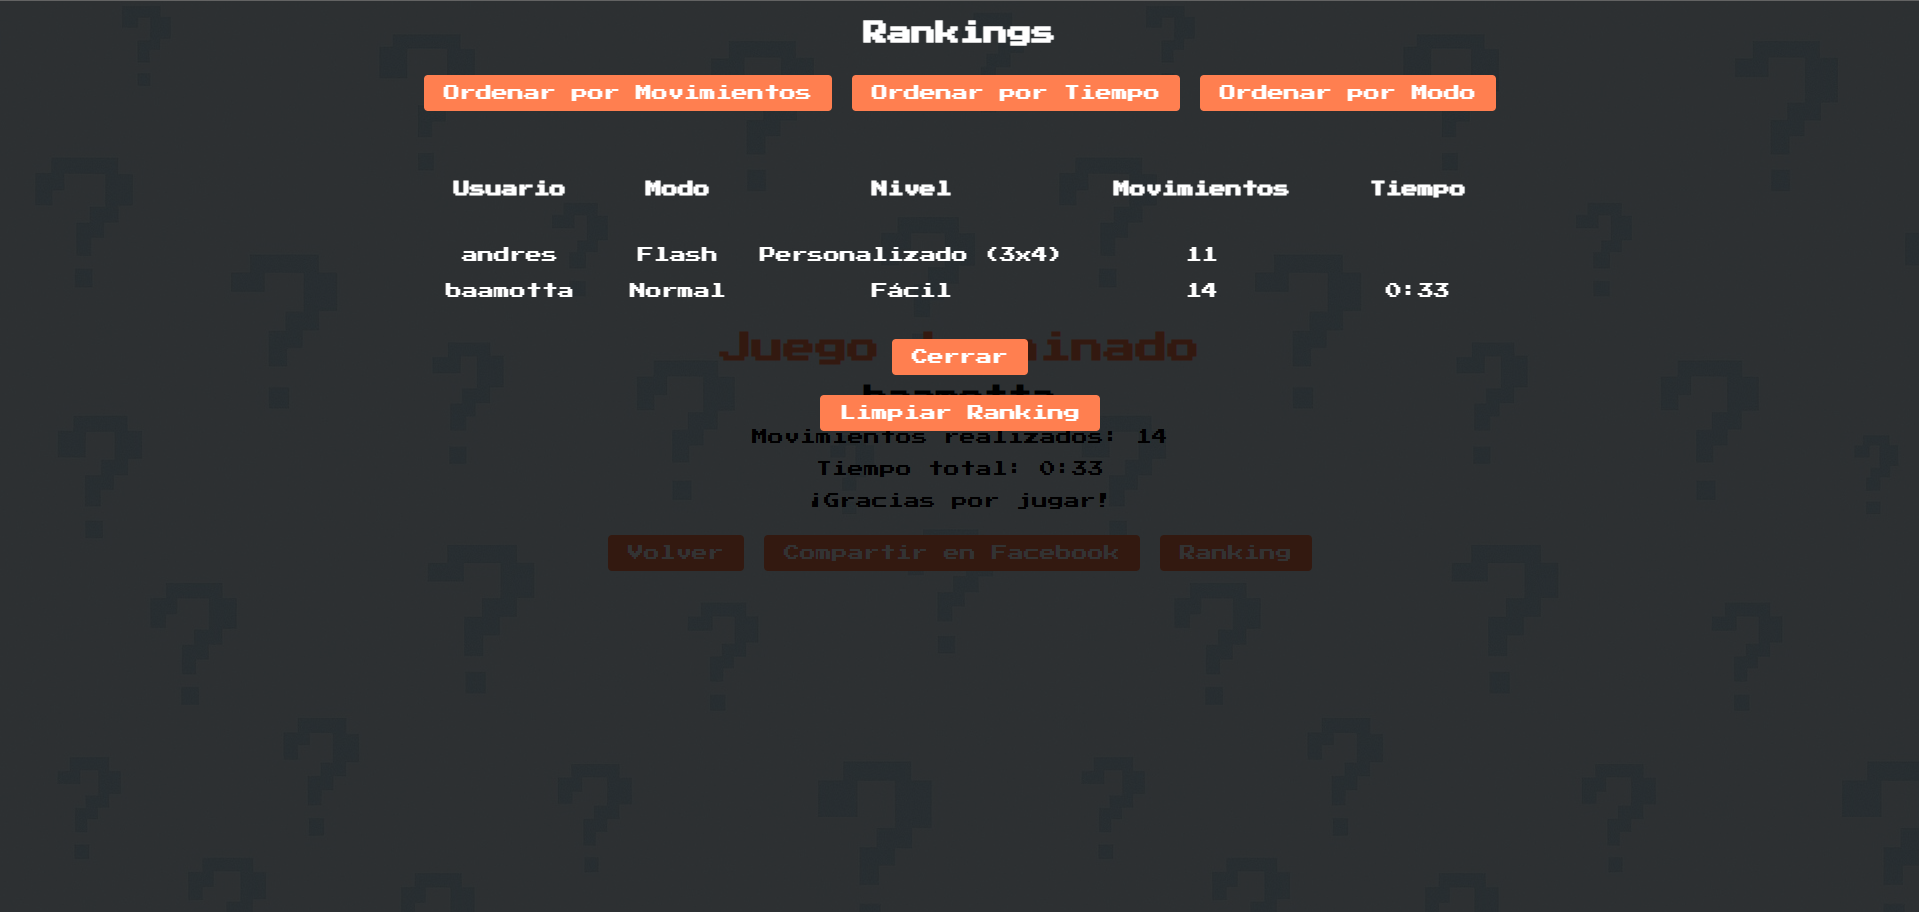 Rankings
Ordenar por Movimientos Ordenar por Tiempo Ordenar por Modo
Usuario Modo Nivel Movimientos Tiempo
andres Flash Personalizado (3x4) 11
baamotta Normal Fácil 14 0:33
Juego inado
Cerrar
Limpiar Ranking
Movimientos realizados: 14
Tiempo total: 0:33
¡Gracias por jugar!
Volver Compartir en Facebook Ranking